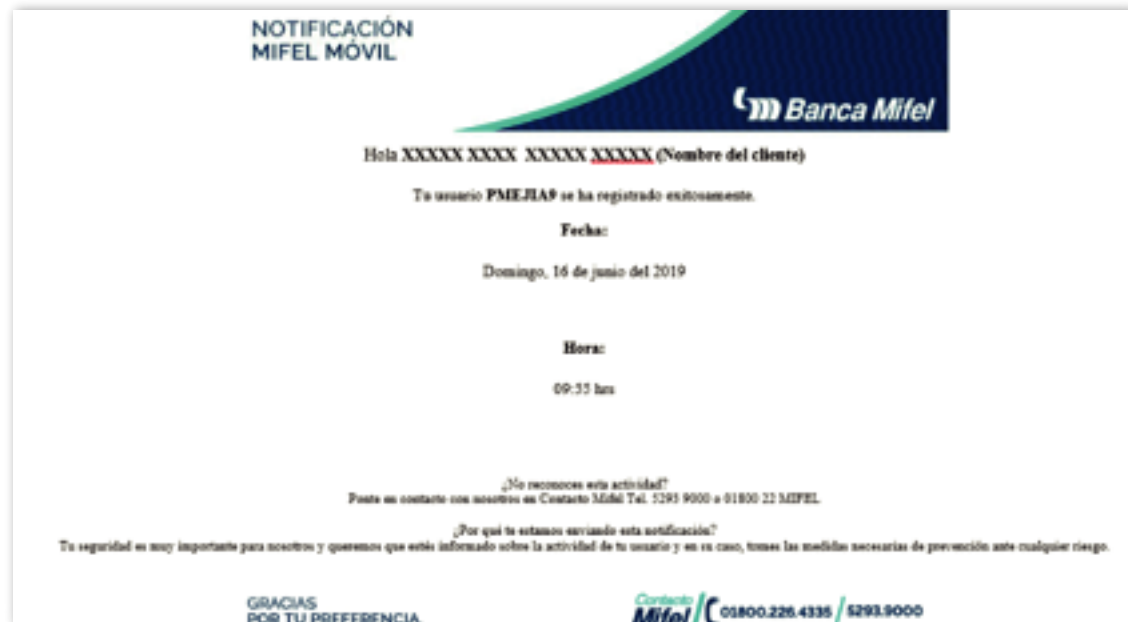 NOTIFICACIÓN
MIFEL MÓVIL
Banca Mifel
Hola XXXXX XXXX XXXXX XXXXX (Nombre del cliente)
Tu usuario PMEJIA9 se ha registrado exitosamente.
Fecha:
Domingo, 16 de junio del 2019
Hora:
09:55 hrs
¿No reconoces esta actividad?
Ponte en contacto con nosotros en Contacto Mifel Tel. 5293 9000 o 01800 22 MIFEL
¿Por qué te estamos enviando esta notificación?
Tu seguridad es muy importante para nosotros y queremos que estés informado sobre la actividad de tu usuario y en su caso, tomes las medidas necesarias de prevención ante cualquier riesgo.
GRACIAS
POR TU PREFERENCIA.
Contacto
Mifel 01800.226.4335 / 5293.9000